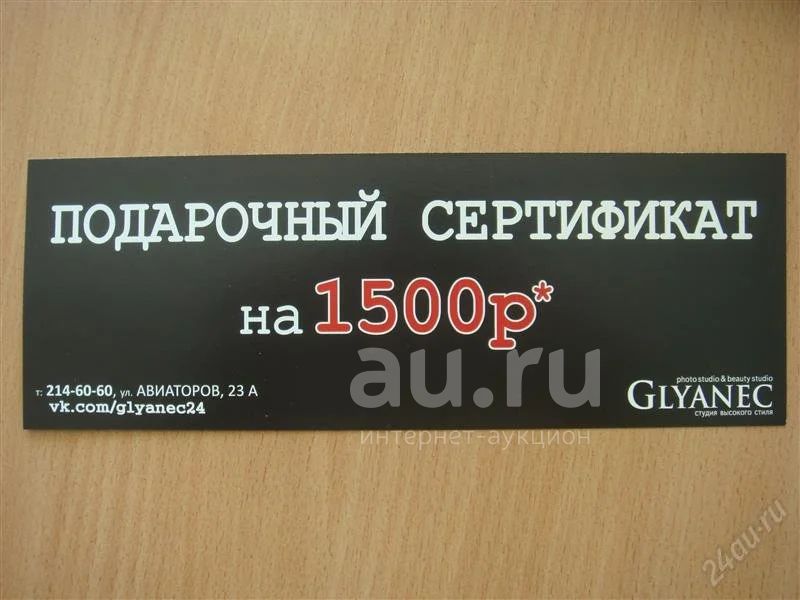 ПОДАРОЧНЫЙ СЕРТИФИКАТ
на 1500р*
au.ru
интернет-аукцион
т: 214-60-60, ул. АВИАТОРОВ, 23 А
vk.com/glyanec24
photo studio & beauty studio
GLYANEC
студия высокого стиля
24au.ru